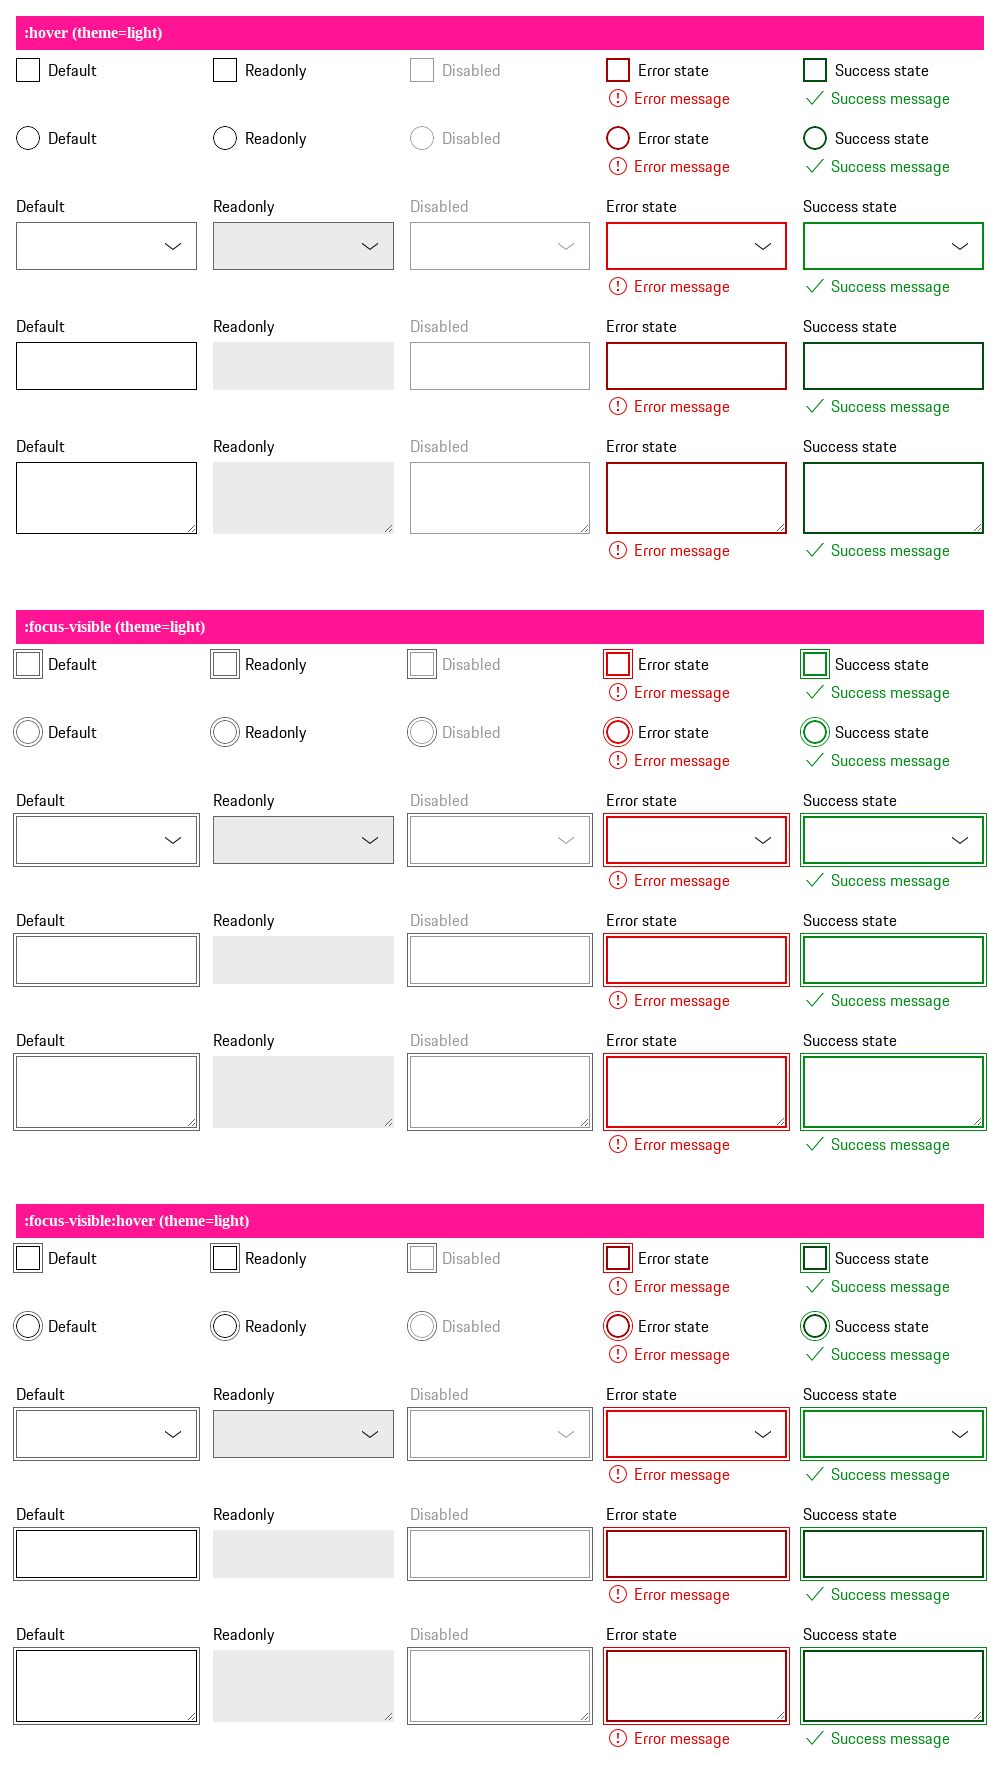 :hover (theme=light)
Default Readonly Disabled Error state Success state
Error message Success message
Default Readonly Disabled Error state Success state
Error message Success message
Default Readonly Disabled Error state Success state
Error message Success message
Default Readonly Disabled Error state Success state
Error message Success message
Default Readonly Disabled Error state Success state
Error message Success message
:focus-visible (theme=light)
Default Readonly Disabled Error state Success state
Error message Success message
Default Readonly Disabled Error state Success state
Error message Success message
Default Readonly Disabled Error state Success state
Error message Success message
Default Readonly Disabled Error state Success state
Error message Success message
Default Readonly Disabled Error state Success state
Error message Success message
:focus-visible:hover (theme=light)
Default Readonly Disabled Error state Success state
Error message Success message
Default Readonly Disabled Error state Success state
Error message Success message
Default Readonly Disabled Error state Success state
Error message Success message
Default Readonly Disabled Error state Success state
Error message Success message
Default Readonly Disabled Error state Success state
Error message Success message